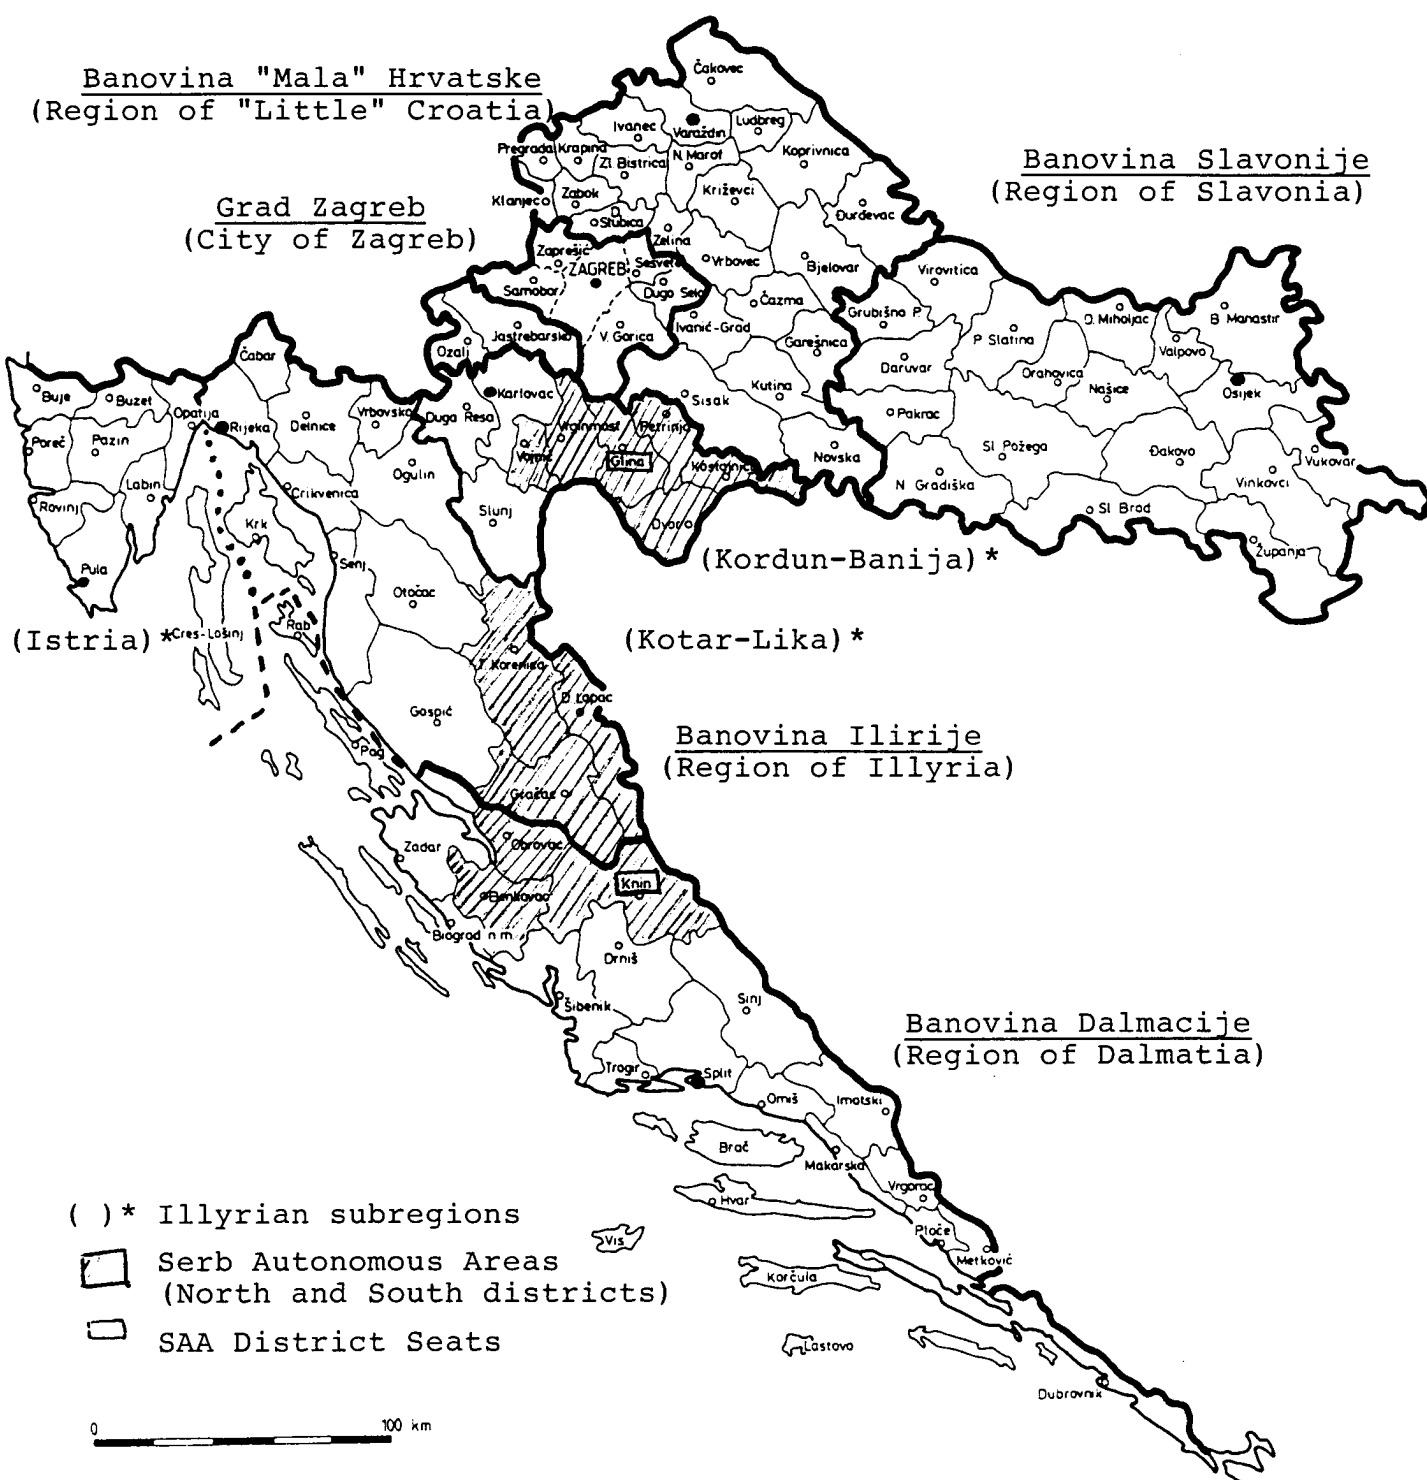 Banovina "Mala" Hrvatske
(Region of "Little" Croatia)
Grad Zagreb
(City of Zagreb)
Banovina Slavonije
(Region of Slavonia)
Čakovec
Ivanec
Varaždin
Ludbreg
Pregrada
Krapina
Zl. Bistrica
N. Marof
Koprivnica
Klanjec
Zabok
Križevci
D. Stubica
Zelina
Đurđevac
Zaprešić
ZAGREB
Sesvete
Vrbovec
Bjelovar
Virovitica
Samobor
Dugo Selo
Čazma
Grubišno P.
D. Miholjac
B. Manastir
Jastrebarsko
V. Gorica
Ivanić-Grad
Garešnica
P. Slatina
Valpovo
Ozalj
Čabar
Daruvar
Orahovica
Našice
Osijek
Buje
Buzet
Opatija
Rijeka
Delnice
Vrbovsko
Duga Resa
Karlovac
Sisak
Kutina
Pakrac
Poreč
Pazin
Vrginmost
Petrinja
Vojnić
Glina
Kostajnica
Novska
Sl. Požega
Đakovo
Vukovar
Labin
Ogulin
Crikvenica
N. Gradiška
Vinkovci
Rovinj
Krk
Slunj
Dvor
Sl. Brod
Županja
Pula
Senj
Otočac
(Kordun-Banija)*
(Istria)*
Cres-Lošinj
Rab
(Kotar-Lika)*
T. Korenica
D. Lapac
Gospić
Pag
Banovina Ilirije
(Region of Illyria)
Gračac
Zadar
Obrovac
Knin
Benkovac
Biograd n m.
Drniš
Šibenik
Sinj
Banovina Dalmacije
(Region of Dalmatia)
Trogir
Split
Omiš
Imotski
Brač
Makarska
Hvar
Vrgorac
Vis
Ploče
Metković
Korčula
Lastovo
Dubrovnik
( )* Illyrian subregions
Serb Autonomous Areas
(North and South districts)
SAA District Seats
0 100 km